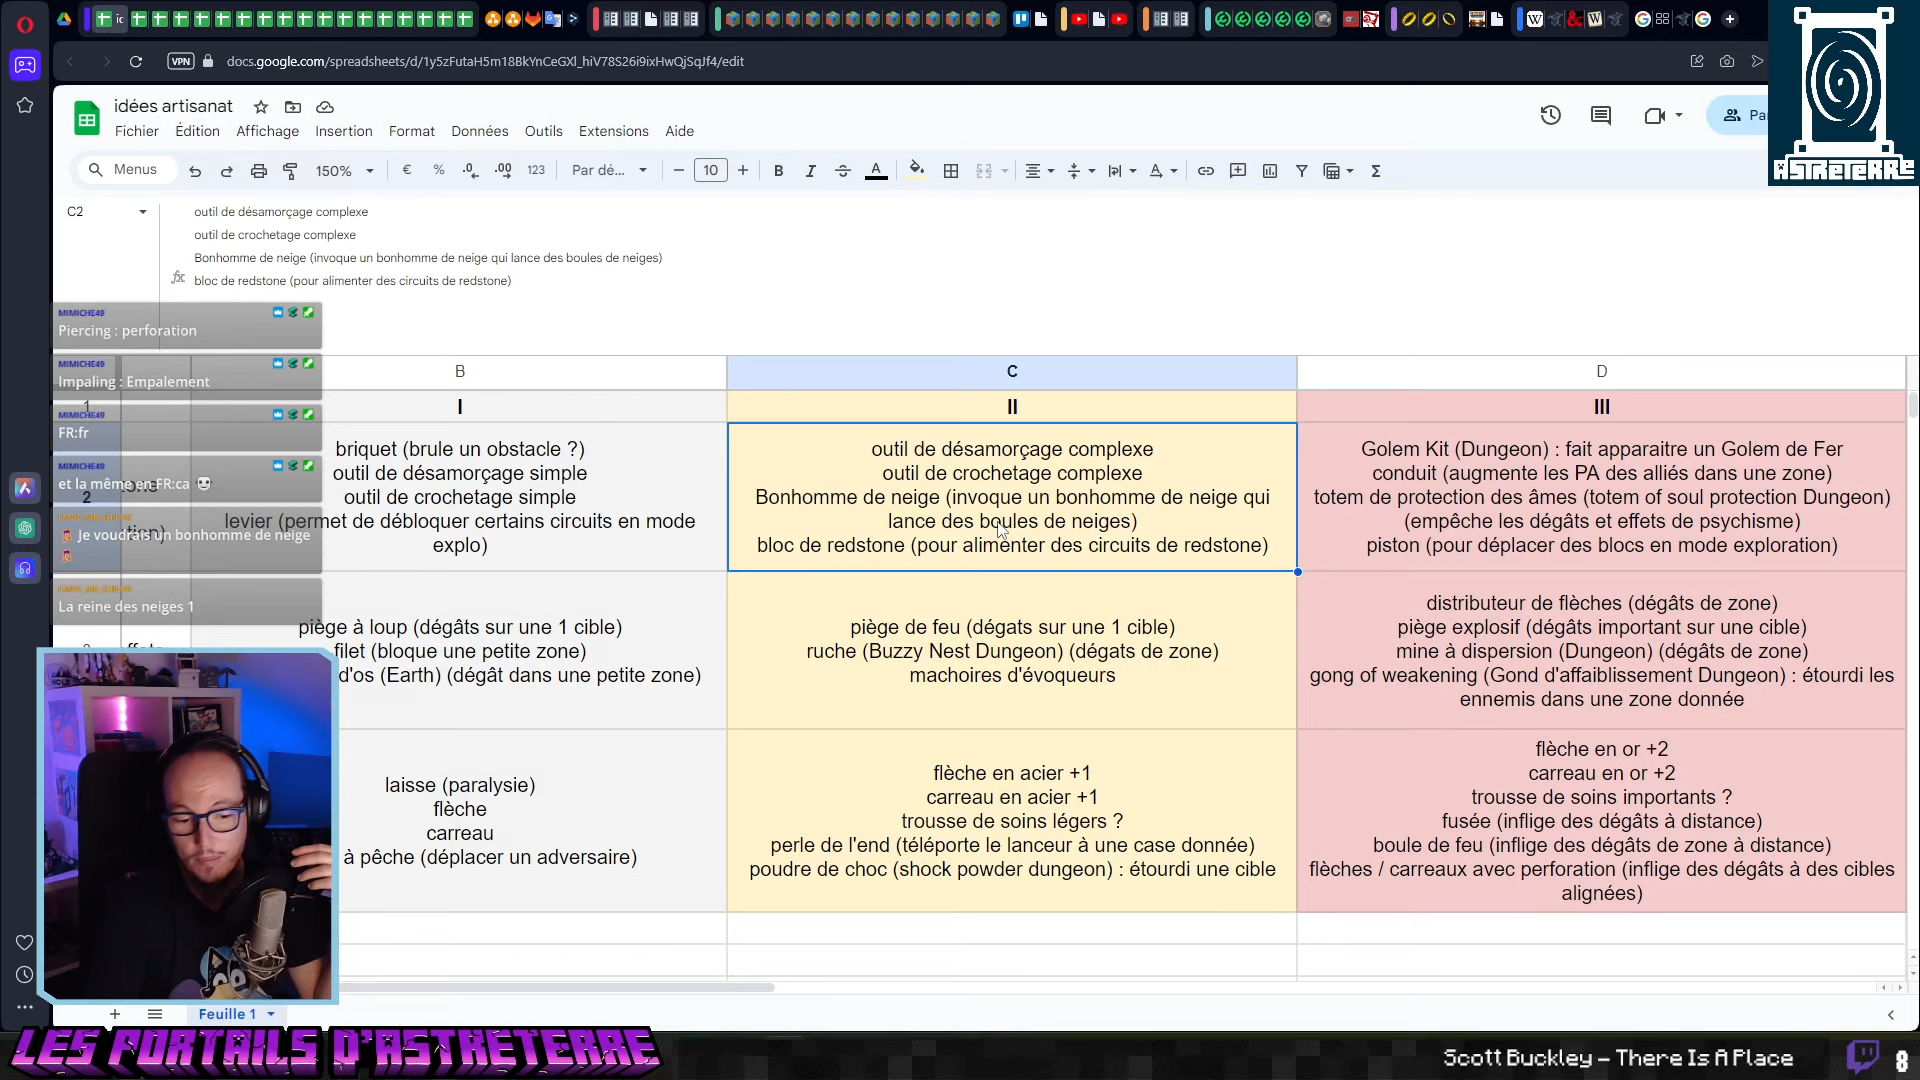 ic
VPN
docs.google.com/spreadsheets/d/1y5zFutaH5m18BkYnCeGXl_hiV78S26i9ixHwQjSqJf4/edit
ASTRETERRE
idées artisanat
Fichier
Édition
Affichage
Insertion
Format
Données
Outils
Extensions
Aide
Pa
Menus
150%
€
%
.0
.00
123
Par dé...
10
B
I
A
Σ
C2
outil de désamorçage complexe
outil de crochetage complexe
Bonhomme de neige (invoque un bonhomme de neige qui lance des boules de neiges)
fx
bloc de redstone (pour alimenter des circuits de redstone)
MIMICHE49
Piercing : perforation
MIMICHE49
Impaling : Empalement
MIMICHE49
FR:fr
MIMICHE49
et la même en FR:ca
Je voudrais un bonhomme de neige
La reine des neiges 1
B
C
D
1
I
II
III
2
briquet (brule un obstacle ?)
outil de désamorçage simple
outil de crochetage simple
levier (permet de débloquer certains circuits en mode
explo)
outil de désamorçage complexe
outil de crochetage complexe
Bonhomme de neige (invoque un bonhomme de neige qui
lance des boules de neiges)
bloc de redstone (pour alimenter des circuits de redstone)
Golem Kit (Dungeon) : fait apparaitre un Golem de Fer
conduit (augmente les PA des alliés dans une zone)
totem de protection des âmes (totem of soul protection Dungeon)
(empêche les dégâts et effets de psychisme)
piston (pour déplacer des blocs en mode exploration)
piège à loup (dégâts sur une 1 cible)
filet (bloque une petite zone)
d'os (Earth) (dégât dans une petite zone)
piège de feu (dégats sur une 1 cible)
ruche (Buzzy Nest Dungeon) (dégats de zone)
machoires d'évoqueurs
distributeur de flèches (dégâts de zone)
piège explosif (dégâts important sur une cible)
mine à dispersion (Dungeon) (dégâts de zone)
gong of weakening (Gond d'affaiblissement Dungeon) : étourdi les
ennemis dans une zone donnée
laisse (paralysie)
flèche
carreau
à pêche (déplacer un adversaire)
flèche en acier +1
carreau en acier +1
trousse de soins légers ?
perle de l'end (téléporte le lanceur à une case donnée)
poudre de choc (shock powder dungeon) : étourdi une cible
flèche en or +2
carreau en or +2
trousse de soins importants ?
fusée (inflige des dégâts à distance)
boule de feu (inflige des dégâts de zone à distance)
flèches / carreaux avec perforation (inflige des dégâts à des cibles
alignées)
Feuille 1
LES PORTAILS D'ASTRETERRE
Scott Buckley – There Is A Place
8